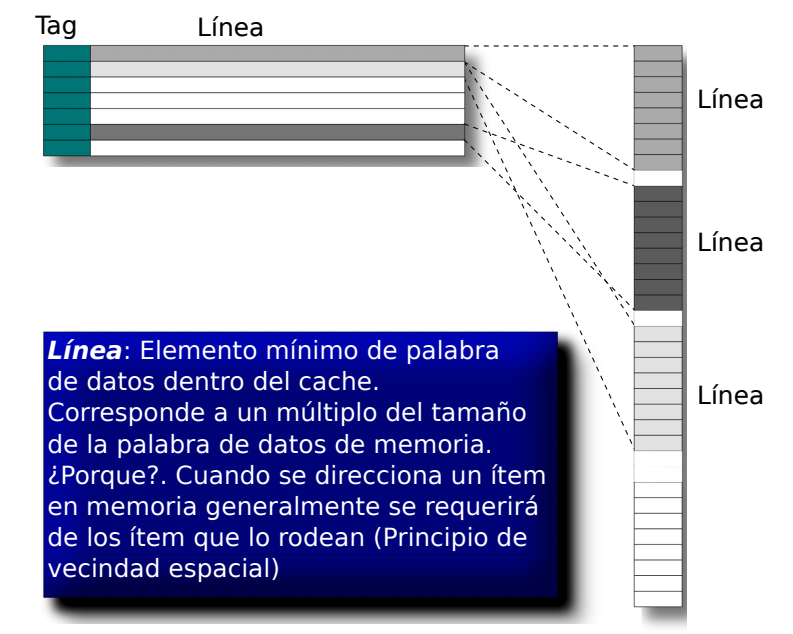 Tag
Línea
Línea
Línea
Línea
Línea: Elemento mínimo de palabra
de datos dentro del cache.
Corresponde a un múltiplo del tamaño
de la palabra de datos de memoria.
¿Porque?. Cuando se direcciona un ítem
en memoria generalmente se requerirá
de los ítem que lo rodean (Principio de
vecindad espacial)